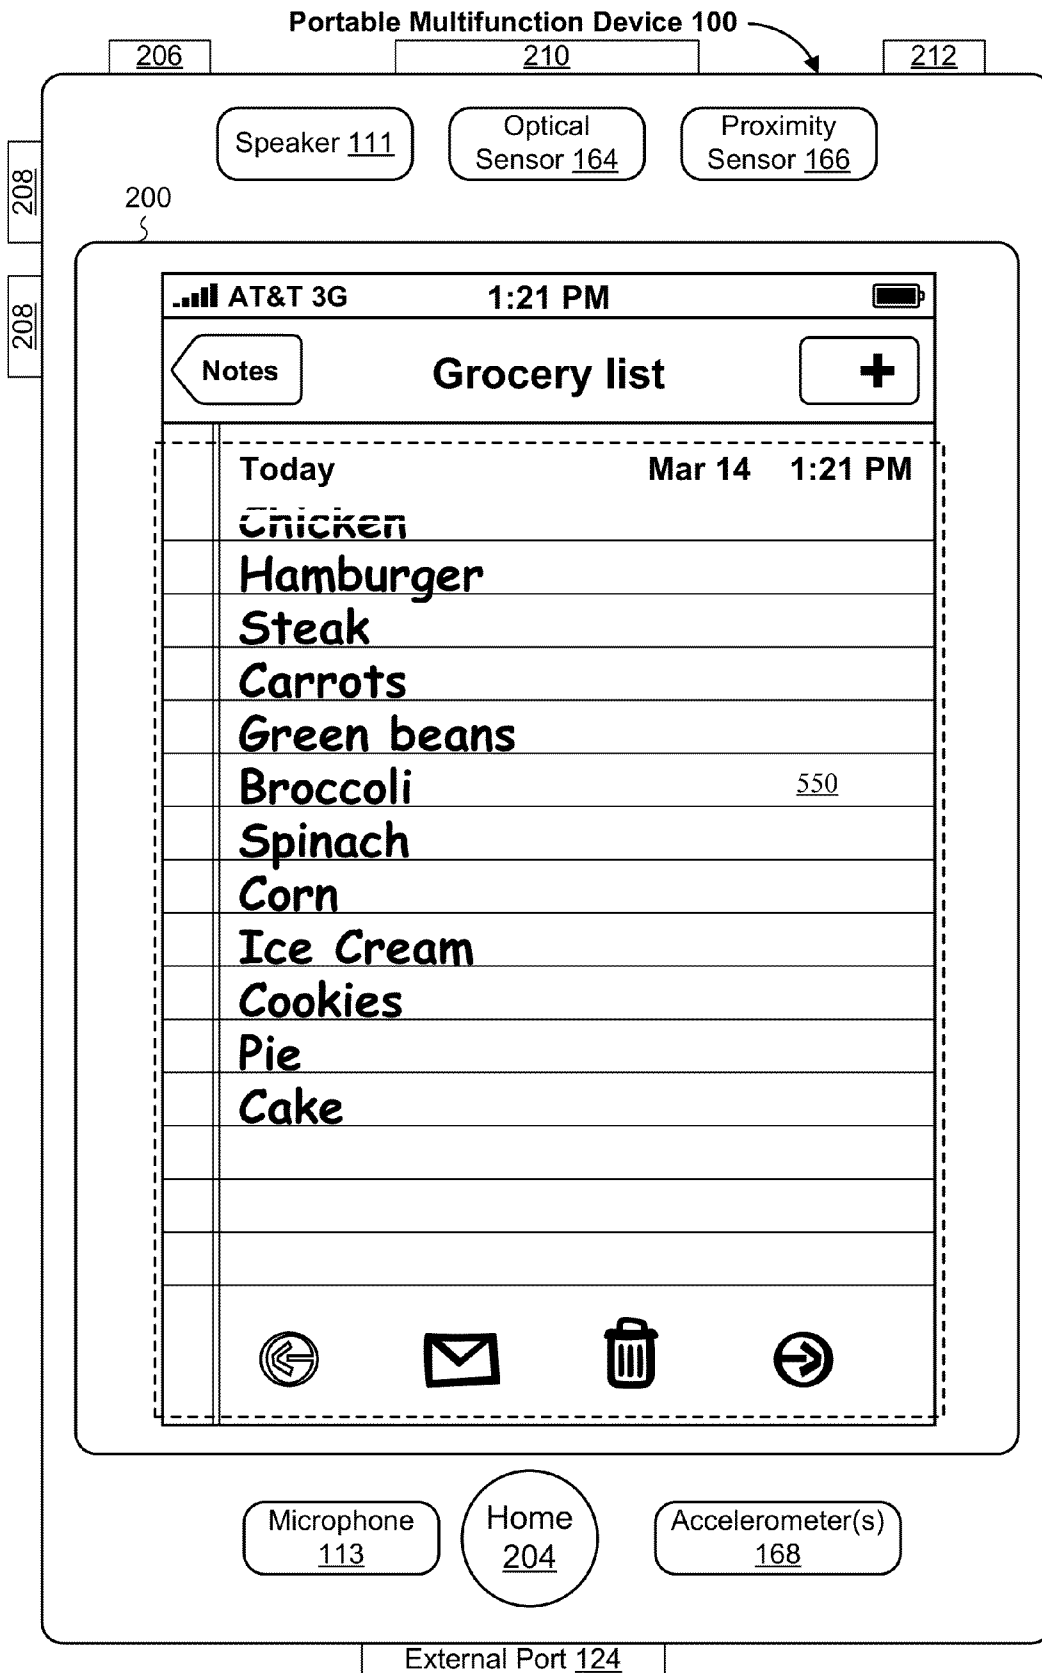 Portable Multifunction Device 100
206
210
212
Speaker 111
Optical
Sensor 164
Proximity
Sensor 166
208
200
208
AT&T 3G 1:21 PM
Notes Grocery list +
Today Mar 14 1:21 PM
Chicken
Hamburger
Steak
Carrots
Green beans
Broccoli 550
Spinach
Corn
Ice Cream
Cookies
Pie
Cake
Microphone
113
Home
204
Accelerometer(s)
168
External Port 124